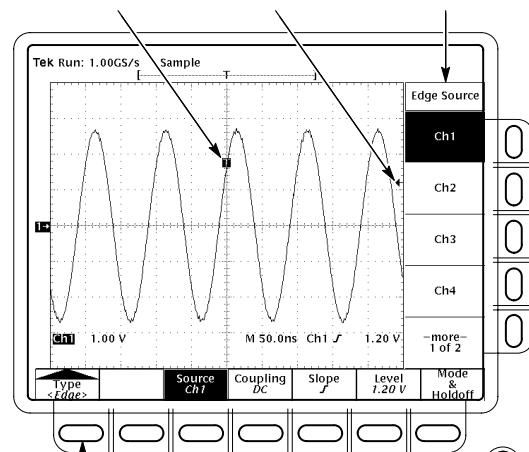 Tek Run: 1.00GS/s Sample
T
Edge Source
Ch1
T
Ch2
1
Ch3
Ch4
Ch1 1.00 V M 50.0ns Ch1 1.20 V
–more–
1 of 2
Type
<Edge>
Source
Ch1
Coupling
DC
Slope
Level
1.20 V
Mode
&
Holdoff